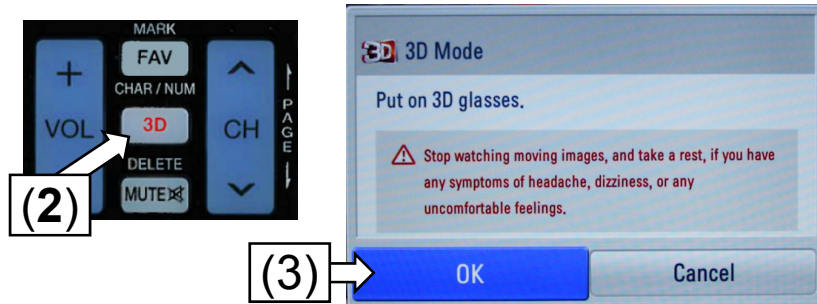 MARK
FAV
CHAR / NUM
+
VOL
3D
CH
PAGE
DELETE
MUTE
(2)
3D 3D Mode
Put on 3D glasses.
Stop watching moving images, and take a rest, if you have
any symptoms of headache, dizziness, or any
uncomfortable feelings.
(3)
OK
Cancel